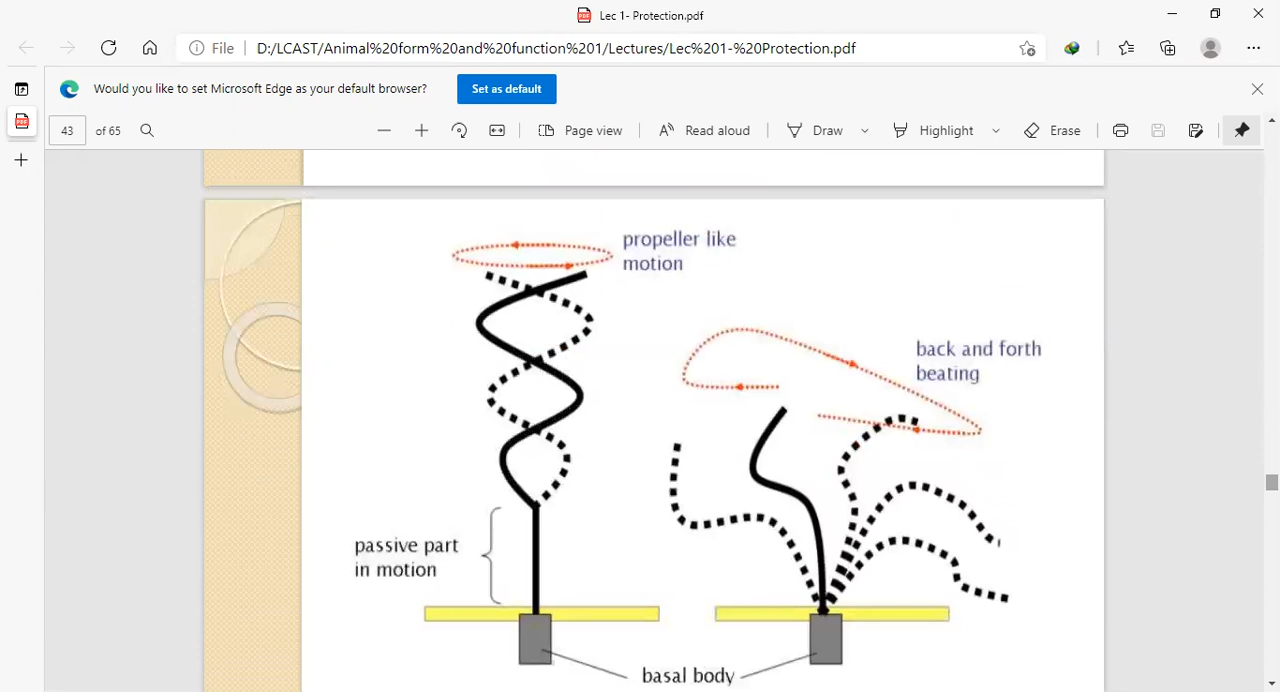 Lec 1- Protection.pdf
File
D:/LCAST/Animal%20form%20and%20function%201/Lectures/Lec%201-%20Protection.pdf
Would you like to set Microsoft Edge as your default browser?
Set as default
43
of 65
Page view
Read aloud
Draw
Highlight
Erase
propeller like
motion
back and forth
beating
passive part
in motion
basal body